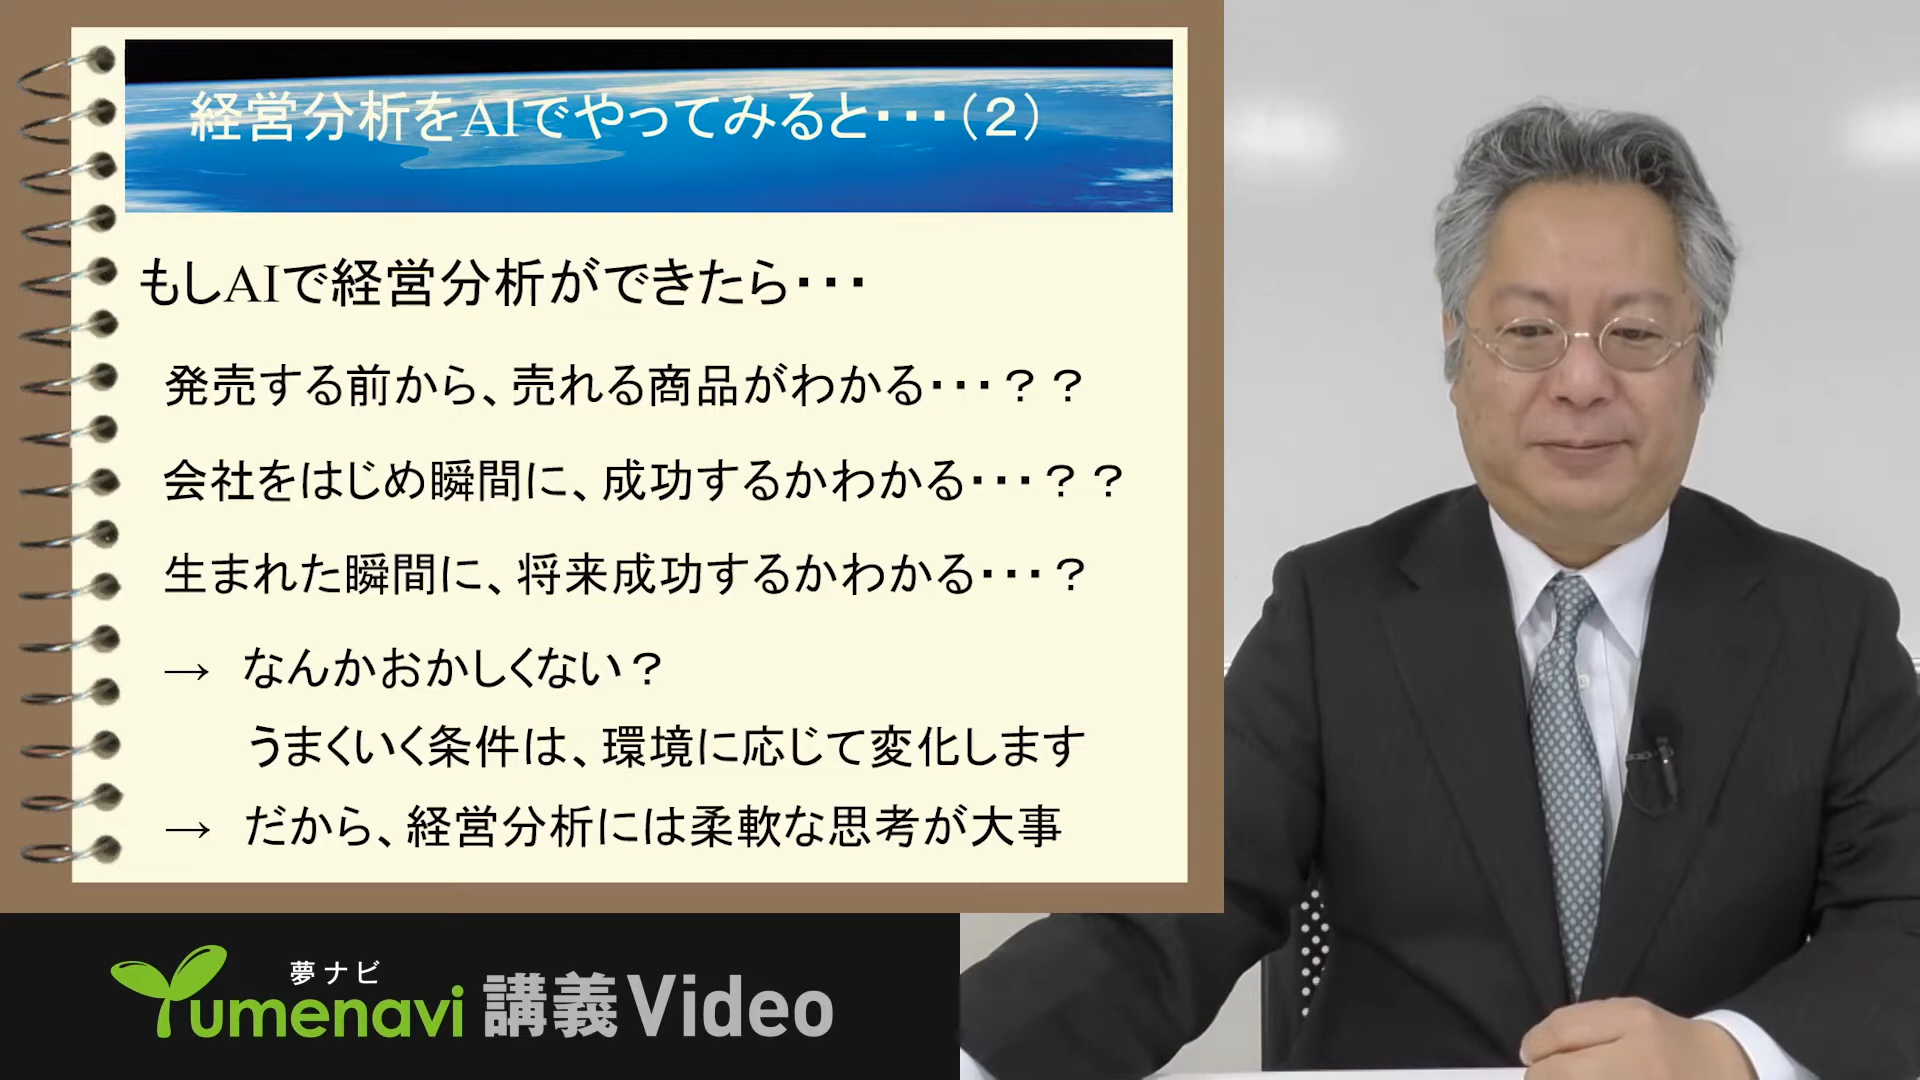 経営分析をAIでやってみると・・・（２）
もしAIで経営分析ができたら・・・
発売する前から、売れる商品がわかる・・・？？
会社をはじめ瞬間に、成功するかわかる・・・？？
生まれた瞬間に、将来成功するかわかる・・・？
→ なんかおかしくない？
うまくいく条件は、環境に応じて変化します
→ だから、経営分析には柔軟な思考が大事
夢ナビ
Yumenavi 講義Video